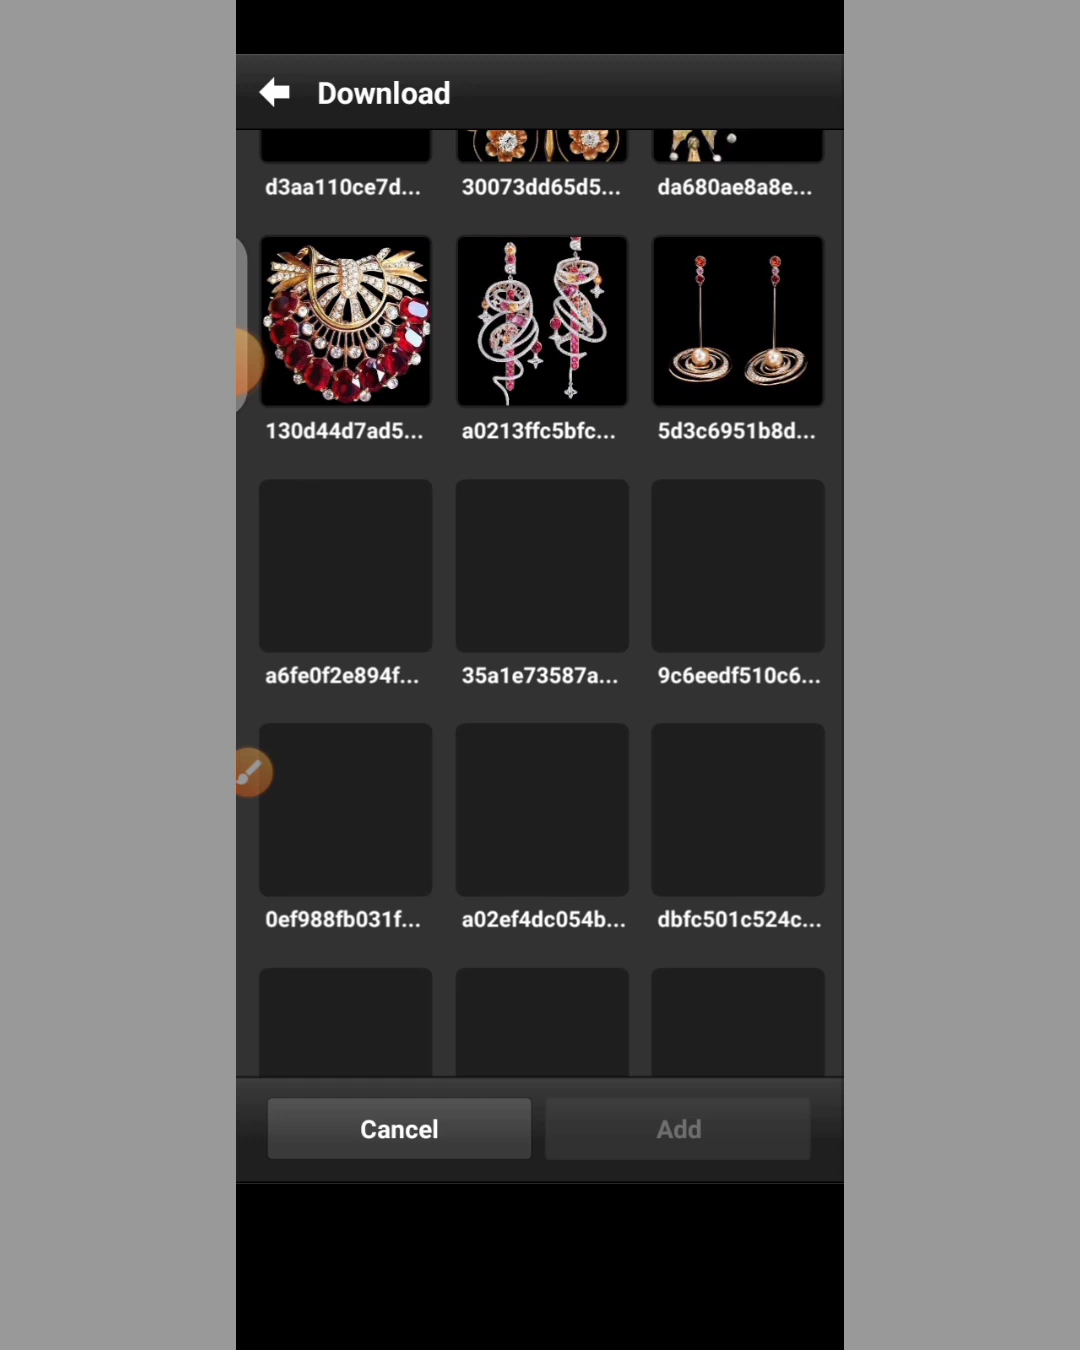 Download
d3aa110ce7d... 30073dd65d5... da680ae8a8e...
130d44d7ad5... a0213ffc5bfc... 5d3c6951b8d...
a6fe0f2e894f... 35a1e73587a... 9c6eedf510c6...
0ef988fb031f... a02ef4dc054b... dbfc501c524c...
Cancel Add